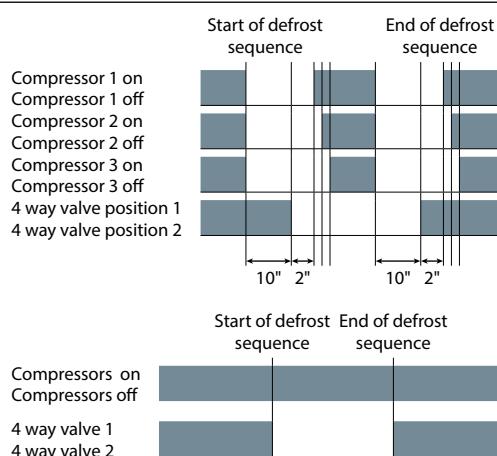 Start of defrost
sequence
End of defrost
sequence
Compressor 1 on
Compressor 1 off
Compressor 2 on
Compressor 2 off
Compressor 3 on
Compressor 3 off
4 way valve position 1
4 way valve position 2
10" 2" 10" 2"
Start of defrost
sequence
End of defrost
sequence
Compressors on
Compressors off
4 way valve 1
4 way valve 2